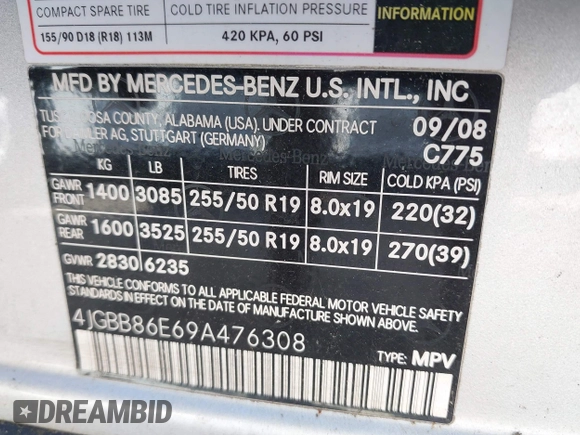 COMPACT SPARE TIRE
COLD TIRE INFLATION PRESSURE
INFORMATION
155/90 D18 (R18) 113M
420 KPA, 60 PSI
MFD BY MERCEDES-BENZ U.S. INTL., INC
TUSCALOOSA COUNTY, ALABAMA (USA). UNDER CONTRACT
09/08
FOR DAIMLER AG, STUTTGART (GERMANY)
C775
Mercedes-Benz
KG LB TIRES RIM SIZE COLD KPA (PSI)
GAWR FRONT 1400 3085 255/50 R19 8.0x19 220(32)
GAWR REAR 1600 3525 255/50 R19 8.0x19 270(39)
GVWR 2830 6235
THIS VEHICLE CONFORMS TO ALL APPLICABLE FEDERAL MOTOR VEHICLE SAFETY
STANDARDS IN EFFECT ON THE DATE OF MANUFACTURE SHOWN ABOVE.
4JGBB86E69A476308
TYPE: MPV
DREAMBID